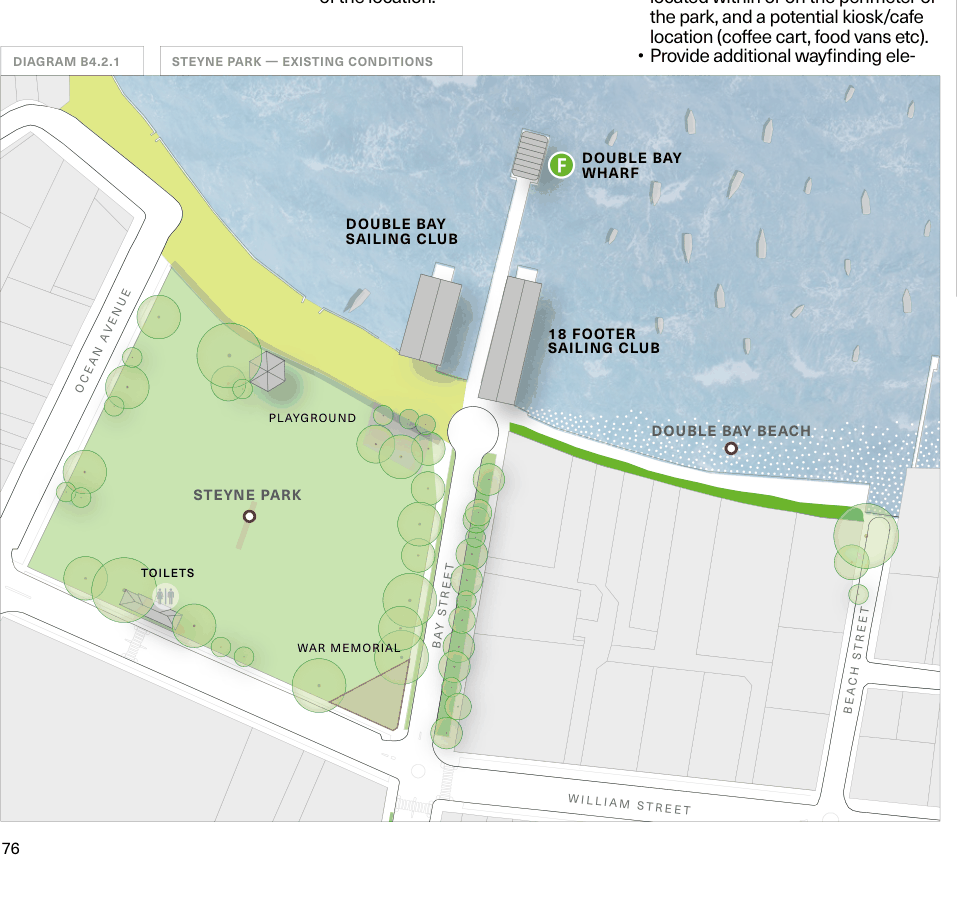 of the location.
located within or on the perimeter of
the park, and a potential kiosk/cafe
location (coffee cart, food vans etc).
• Provide additional wayfinding ele-
DIAGRAM B4.2.1
STEYNE PARK — EXISTING CONDITIONS
F
DOUBLE BAY
WHARF
DOUBLE BAY
SAILING CLUB
18 FOOTER
SAILING CLUB
OCEAN AVENUE
PLAYGROUND
DOUBLE BAY BEACH
STEYNE PARK
TOILETS
BAY STREET
WAR MEMORIAL
BEACH STREET
WILLIAM STREET
76